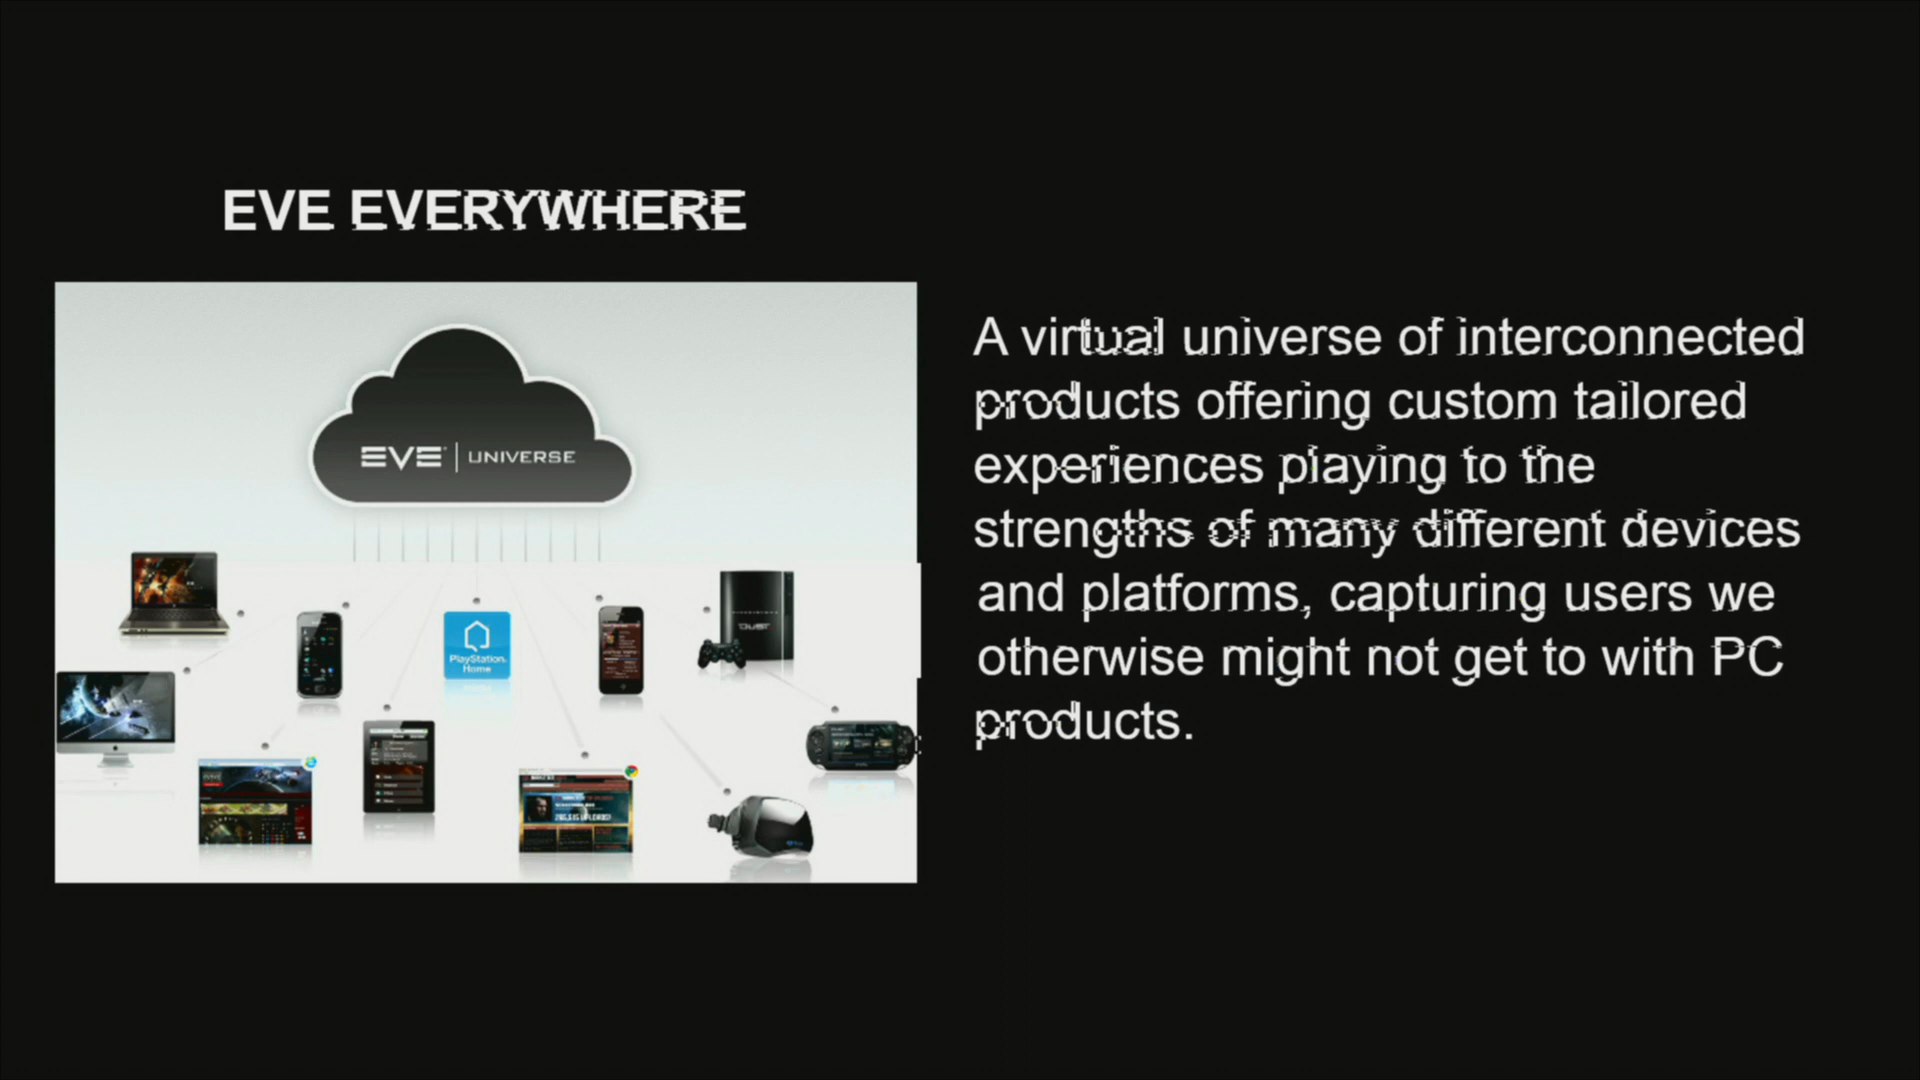 EVE EVERYWHERE
EVE | UNIVERSE
PlayStation
Home
DUST
A virtual universe of interconnected
products offering custom tailored
experiences playing to the
strengths of many different devices
and platforms, capturing users we
otherwise might not get to with PC
products.